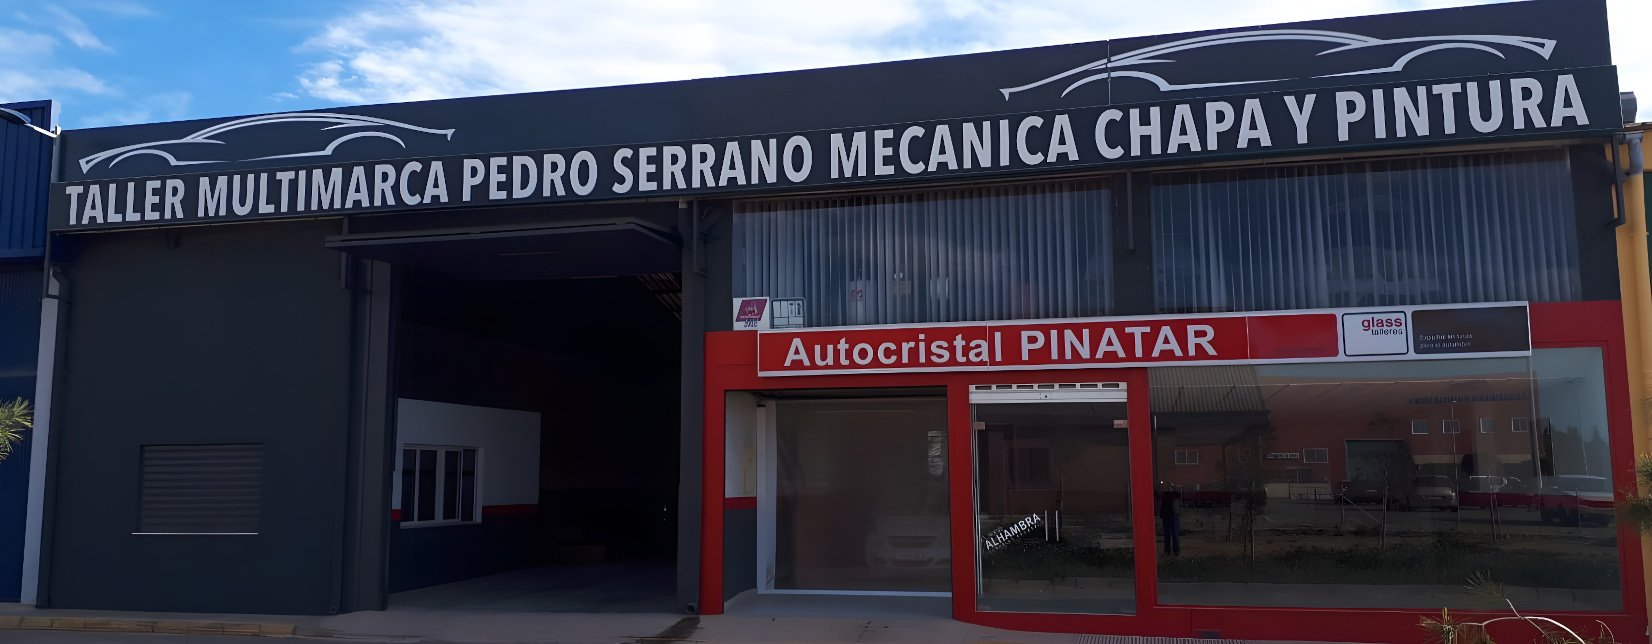 TALLER MULTIMARCA PEDRO SERRANO MECANICA CHAPA Y PINTURA
Autocristal PINATAR
glass
talleres
ALHAMBRA